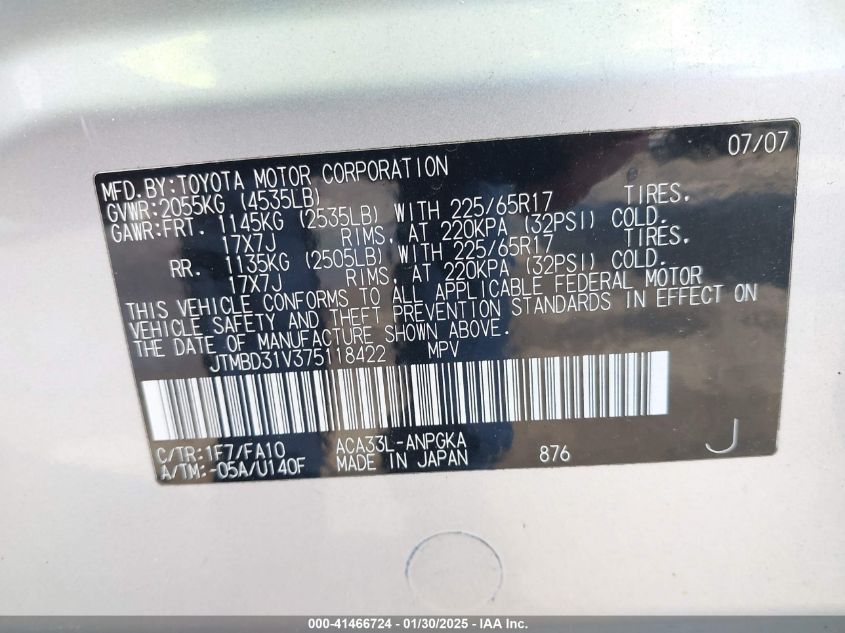 07/07
MFD.BY:TOYOTA MOTOR CORPORATION
GVWR:2055KG (4535LB)
GAWR:FRT. 1145KG (2535LB) WITH 225/65R17 TIRES.
17X7J RIMS, AT 220KPA (32PSI) COLD.
RR. 1135KG (2505LB) WITH 225/65R17 TIRES.
17X7J RIMS, AT 220KPA (32PSI) COLD.
THIS VEHICLE CONFORMS TO ALL APPLICABLE FEDERAL MOTOR
VEHICLE SAFETY AND THEFT PREVENTION STANDARDS IN EFFECT ON
THE DATE OF MANUFACTURE SHOWN ABOVE.
JTMBD31V375118422 MPV
C/TR:1F7/FA10 ACA33L-ANPGKA
A/TM:-05A/U140F MADE IN JAPAN 876 J
000-41466724 - 01/30/2025 - IAA Inc.